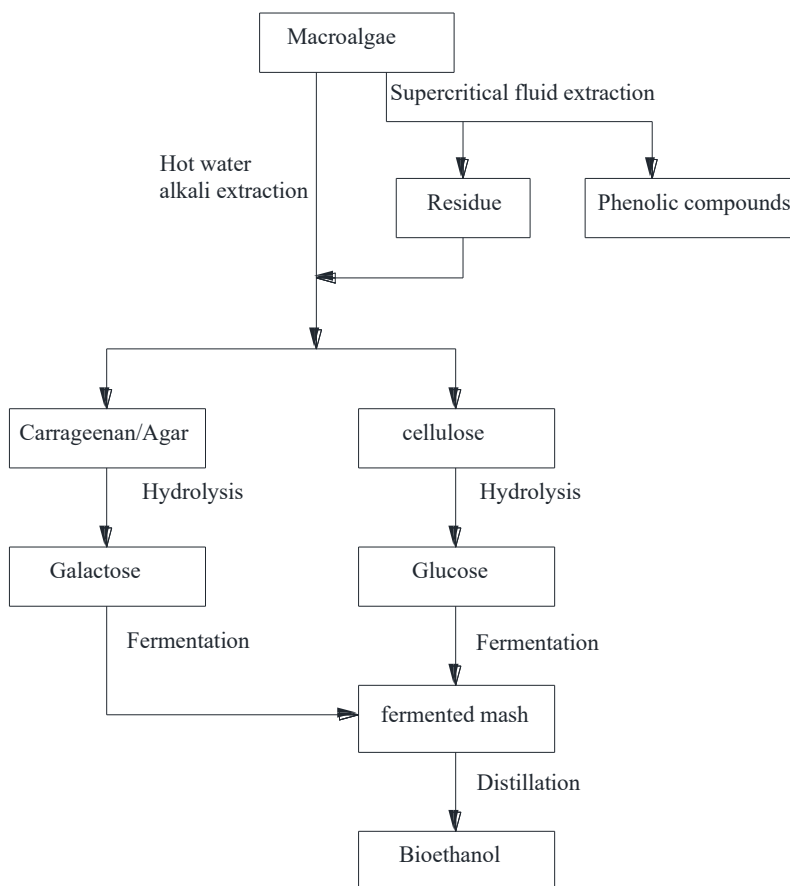 Macroalgae
Supercritical fluid extraction
Hot water
alkali extraction
Residue
Phenolic compounds
Carrageenan/Agar
cellulose
Hydrolysis
Hydrolysis
Galactose
Glucose
Fermentation
Fermentation
fermented mash
Distillation
Bioethanol